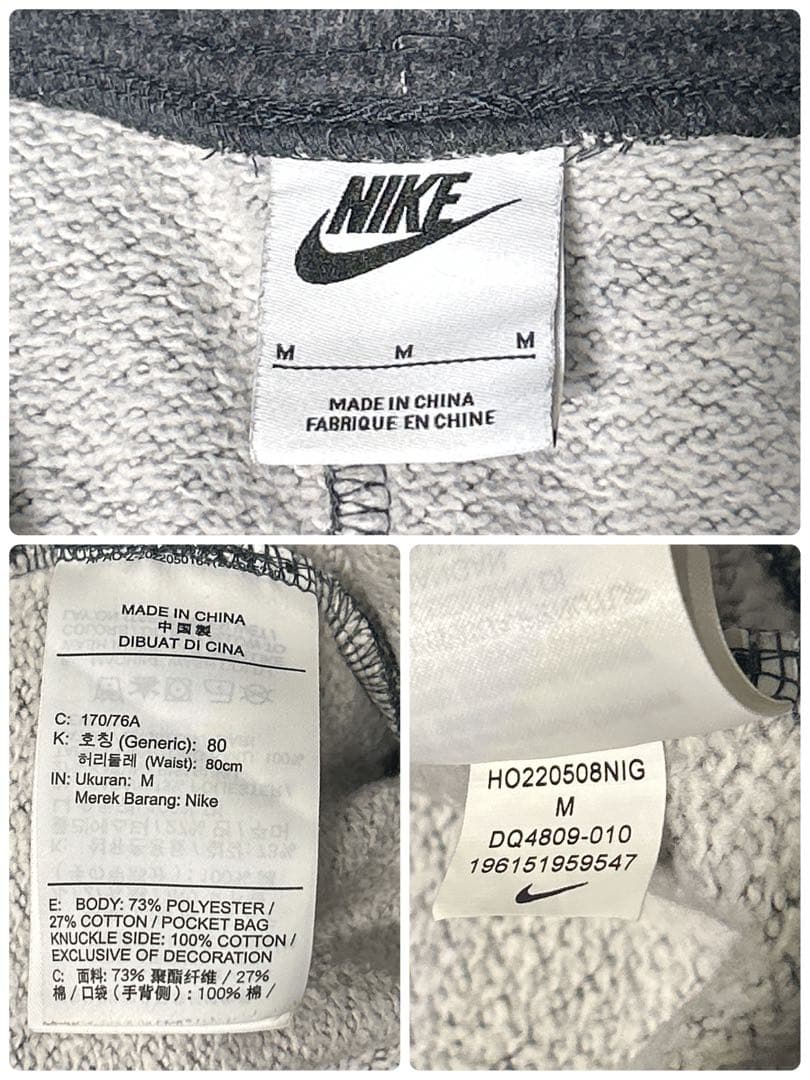 NIKE
M M M
MADE IN CHINA
FABRIQUE EN CHINE
MADE IN CHINA
中国製
DIBUAT DI CINA
C: 170/76A
K: 호칭 (Generic): 80
허리둘레 (Waist): 80cm
IN: Ukuran: M
Merek Barang: Nike
E: BODY: 73% POLYESTER /
27% COTTON / POCKET BAG
KNUCKLE SIDE: 100% COTTON /
EXCLUSIVE OF DECORATION
C: 面料: 73% 聚酯纤维 / 27%
棉 / 口袋 (手背侧) : 100% 棉 /
HO220508NIG
M
DQ4809-010
196151959547